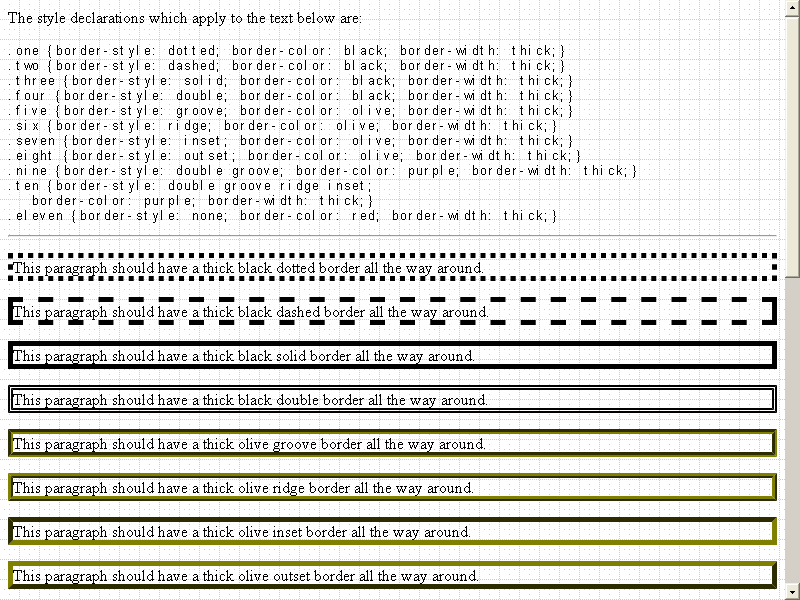 The style declarations which apply to the text below are:
.one {border-style: dotted; border-color: black; border-width: thick;}
.two {border-style: dashed; border-color: black; border-width: thick;}
.three {border-style: solid; border-color: black; border-width: thick;}
.four {border-style: double; border-color: black; border-width: thick;}
.five {border-style: groove; border-color: olive; border-width: thick;}
.six {border-style: ridge; border-color: olive; border-width: thick;}
.seven {border-style: inset; border-color: olive; border-width: thick;}
.eight {border-style: outset; border-color: olive; border-width: thick;}
.nine {border-style: double groove; border-color: purple; border-width: thick;}
.ten {border-style: double groove ridge inset;
border-color: purple; border-width: thick;}
.eleven {border-style: none; border-color: red; border-width: thick;}
This paragraph should have a thick black dotted border all the way around.
This paragraph should have a thick black dashed border all the way around.
This paragraph should have a thick black solid border all the way around.
This paragraph should have a thick black double border all the way around.
This paragraph should have a thick olive groove border all the way around.
This paragraph should have a thick olive ridge border all the way around.
This paragraph should have a thick olive inset border all the way around.
This paragraph should have a thick olive outset border all the way around.